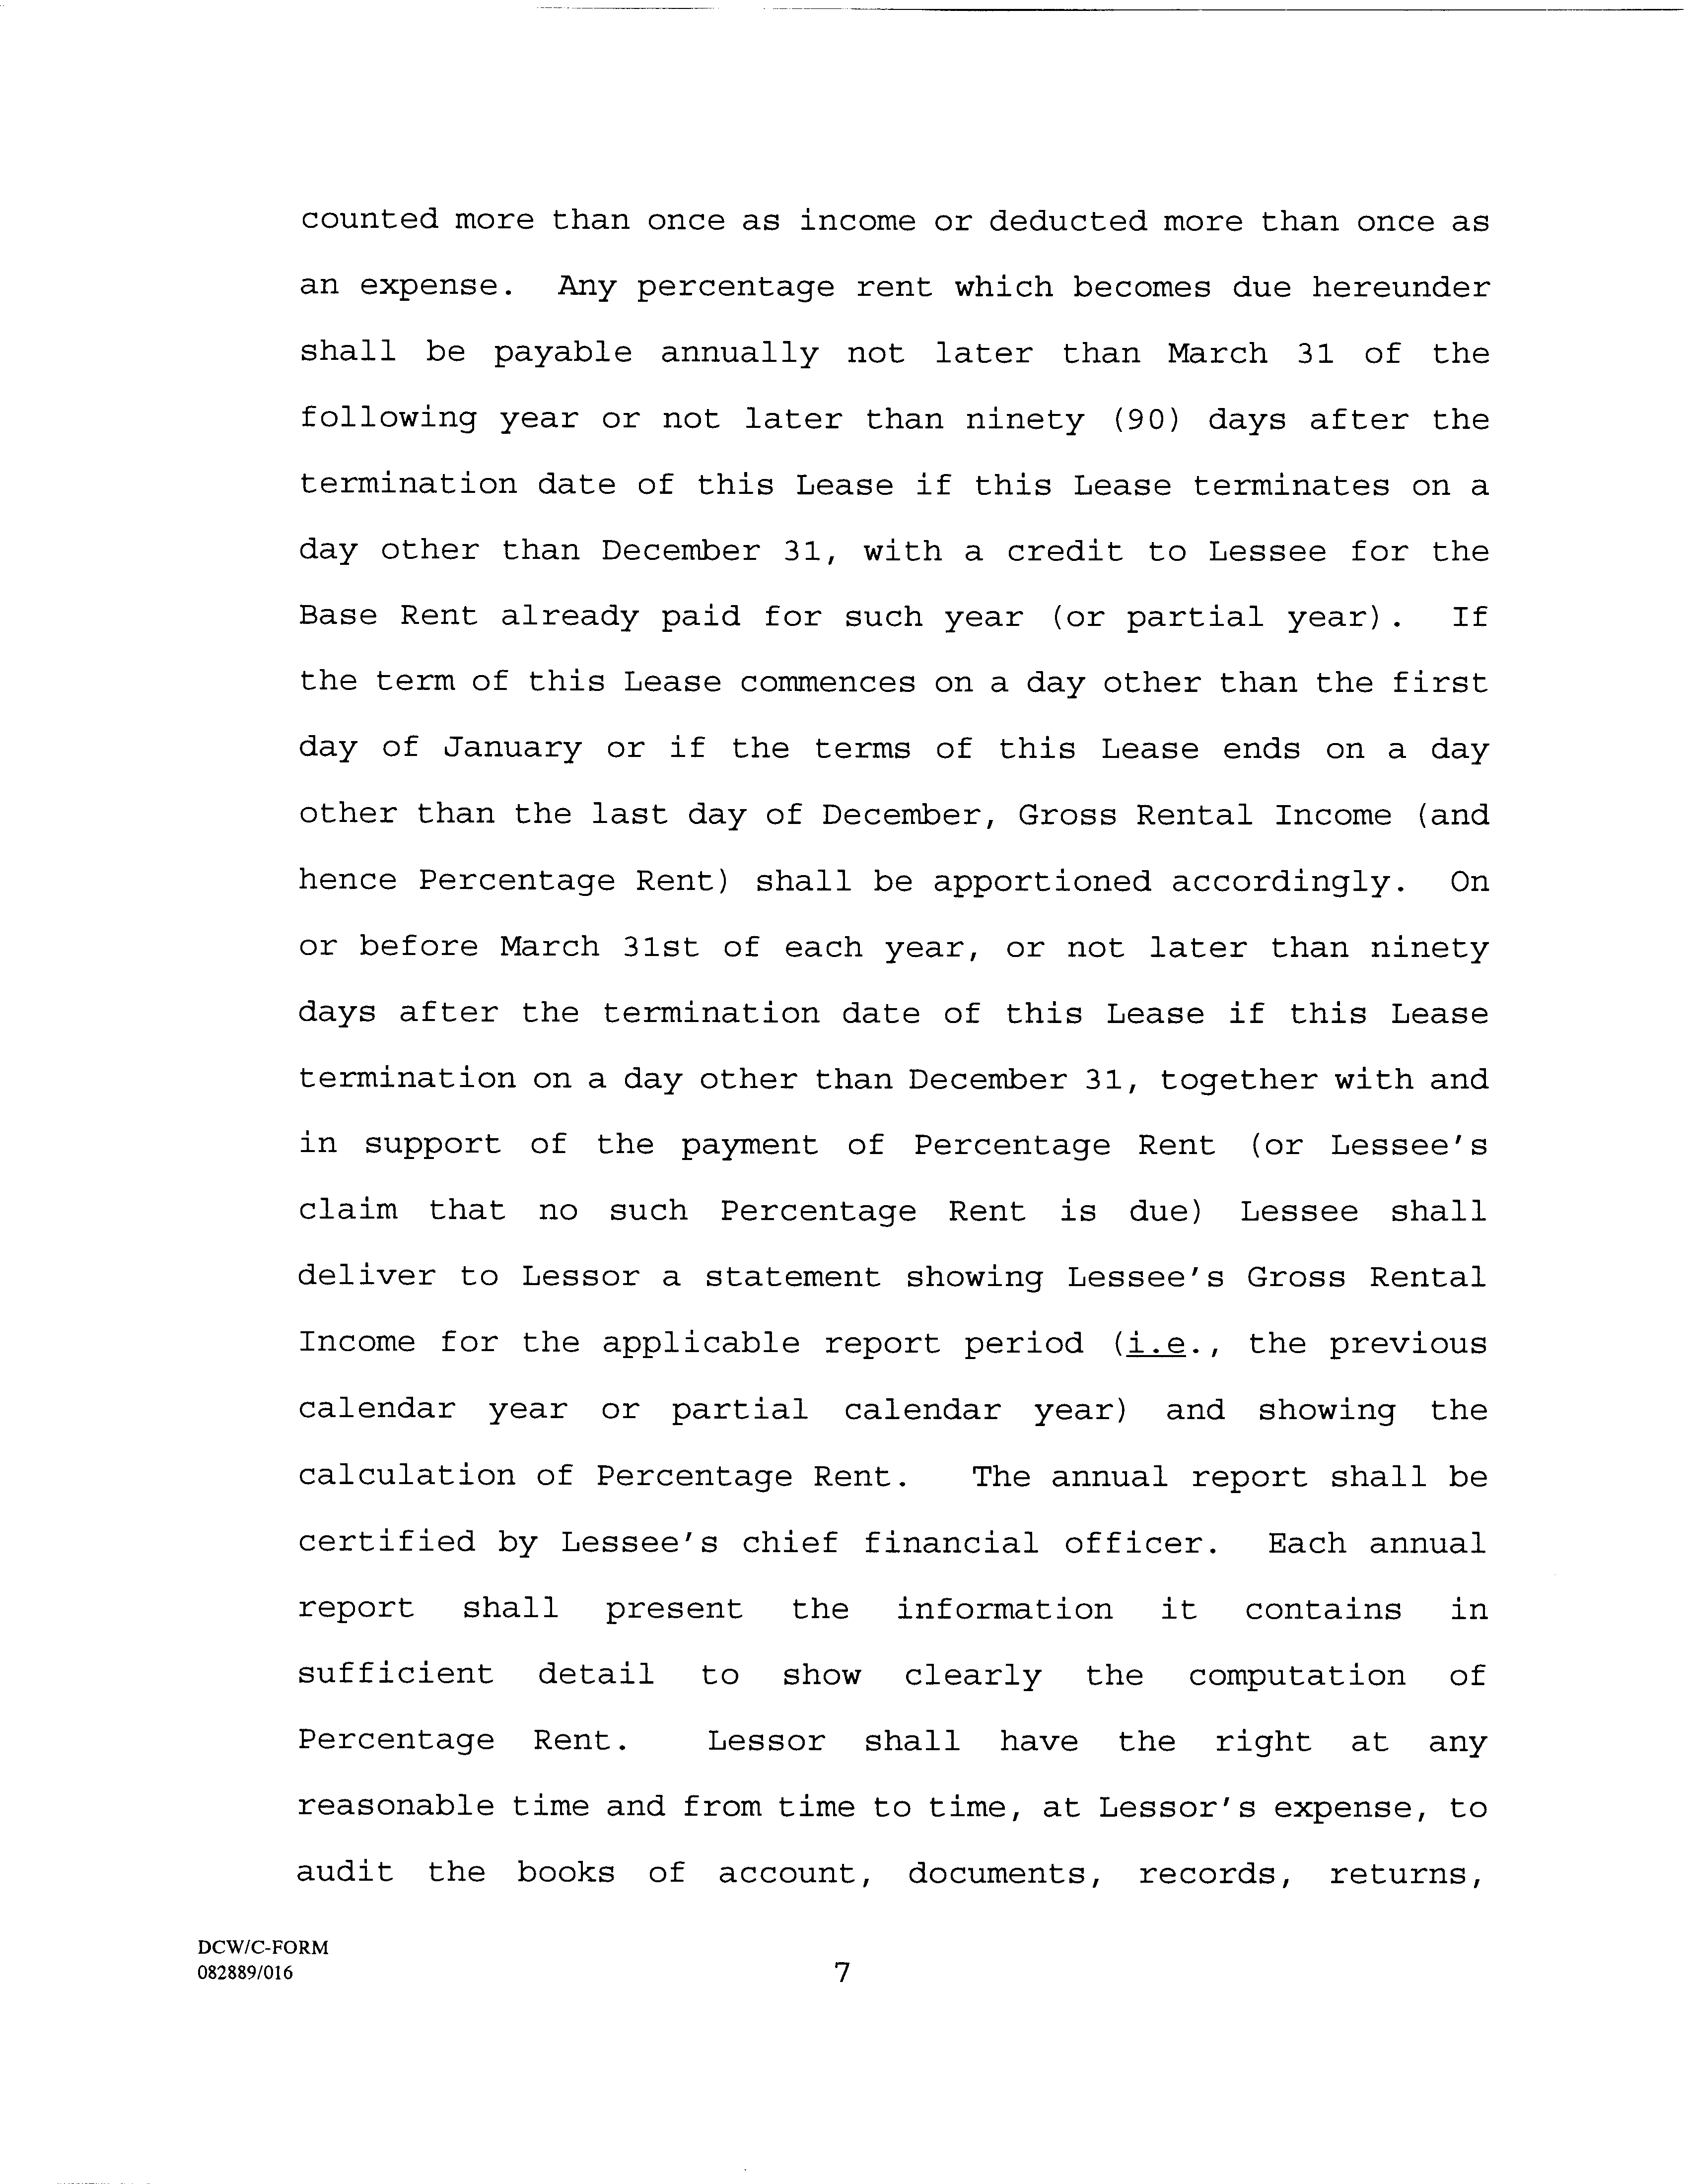 counted more than once as income or deducted more than once as
an expense. Any percentage rent which becomes due hereunder
shall be payable annually not later than March 31 of the
following year or not later than ninety (90) days after the
termination date of this Lease if this Lease terminates on a
day other than December 31, with a credit to Lessee for the
Base Rent already paid for such year (or partial year). If
the term of this Lease commences on a day other than the first
day of January or if the terms of this Lease ends on a day
other than the last day of December, Gross Rental Income (and
hence Percentage Rent) shall be apportioned accordingly. On
or before March 31st of each year, or not later than ninety
days after the termination date of this Lease if this Lease
termination on a day other than December 31, together with and
in support of the payment of Percentage Rent (or Lessee's
claim that no such Percentage Rent is due) Lessee shall
deliver to Lessor a statement showing Lessee's Gross Rental
Income for the applicable report period (i.e., the previous
calendar year or partial calendar year) and showing the
calculation of Percentage Rent. The annual report shall be
certified by Lessee's chief financial officer. Each annual
report shall present the information it contains in
sufficient detail to show clearly the computation of
Percentage Rent. Lessor shall have the right at any
reasonable time and from time to time, at Lessor's expense, to
audit the books of account, documents, records, returns,
DCW/C-FORM
082889/016
7